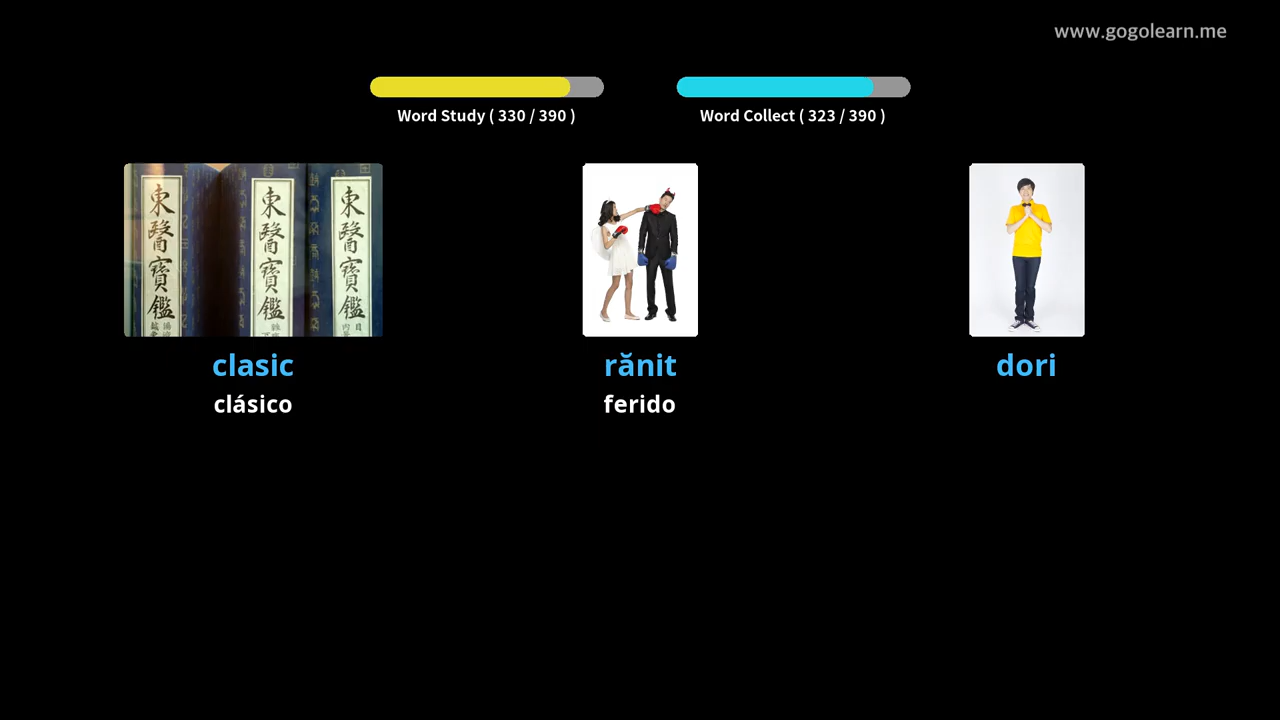 www.gogolearn.me
Word Study ( 330 / 390 )
Word Collect ( 323 / 390 )
東醫寶鑑
東醫寶鑑
東醫寶鑑
clasic
rănit
dori
clásico
ferido